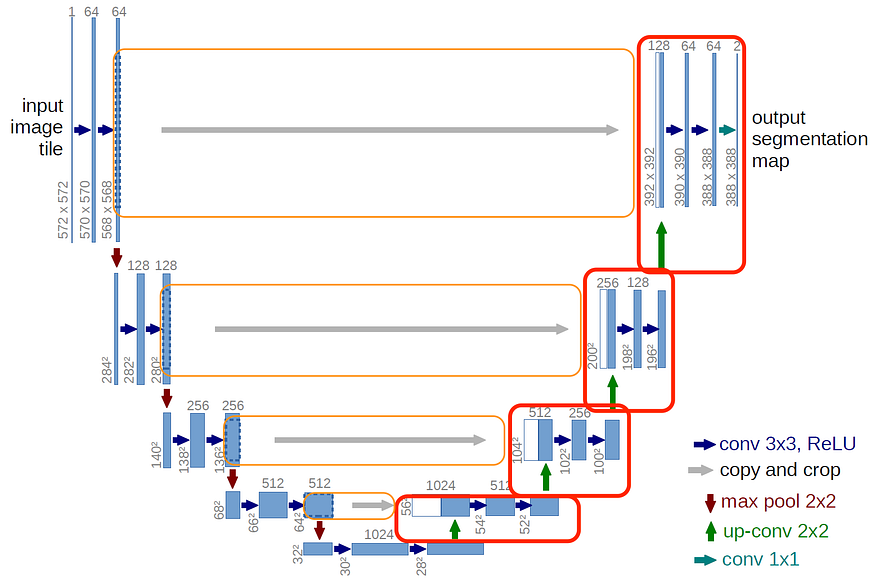 1 64 64
input
image
tile
572 x 572
570 x 570
568 x 568
128 64 64 2
392 x 392
390 x 390
388 x 388
388 x 388
output
segmentation
map
128 128
284²
282²
280²
256 128
200²
198²
196²
256 256
140²
138²
136²
512 256
104²
102²
100²
512 512
68²
66²
64²
1024 512
56²
54²
52²
1024
32²
30²
28²
conv 3x3, ReLU
copy and crop
max pool 2x2
up-conv 2x2
conv 1x1